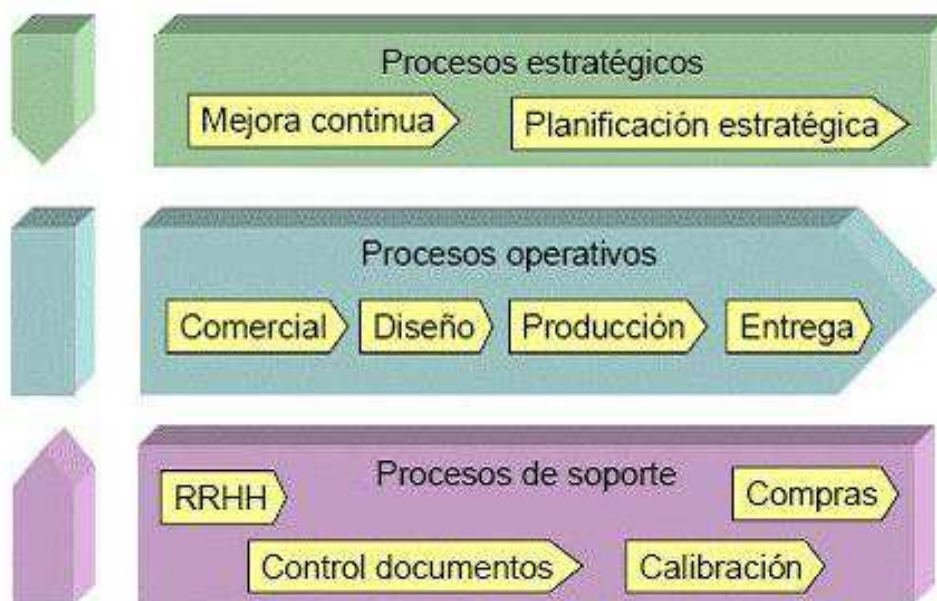 Procesos estratégicos
Mejora continua
Planificación estratégica
Procesos operativos
Comercial
Diseño
Producción
Entrega
Procesos de soporte
RRHH
Compras
Control documentos
Calibración